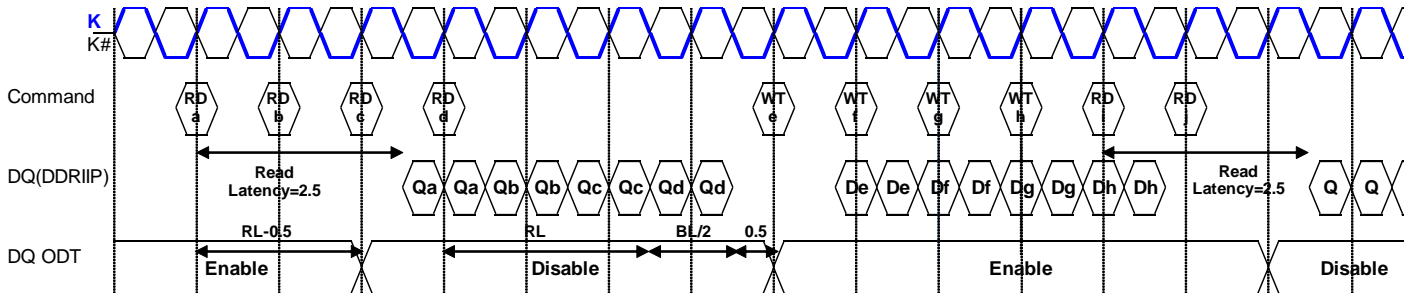 K
K#
Command
RD a
RD b
RD c
RD d
WT e
WT f
WT g
WT h
RD i
RD j
DQ(DDRIIP)
Read
Latency=2.5
Qa Qa Qb Qb Qc Qc Qd Qd
De De Df Df Dg Dg Dh Dh
Read
Latency=2.5
Q Q
DQ ODT
RL-0.5
RL
BL/2
0.5
Enable
Disable
Enable
Disable